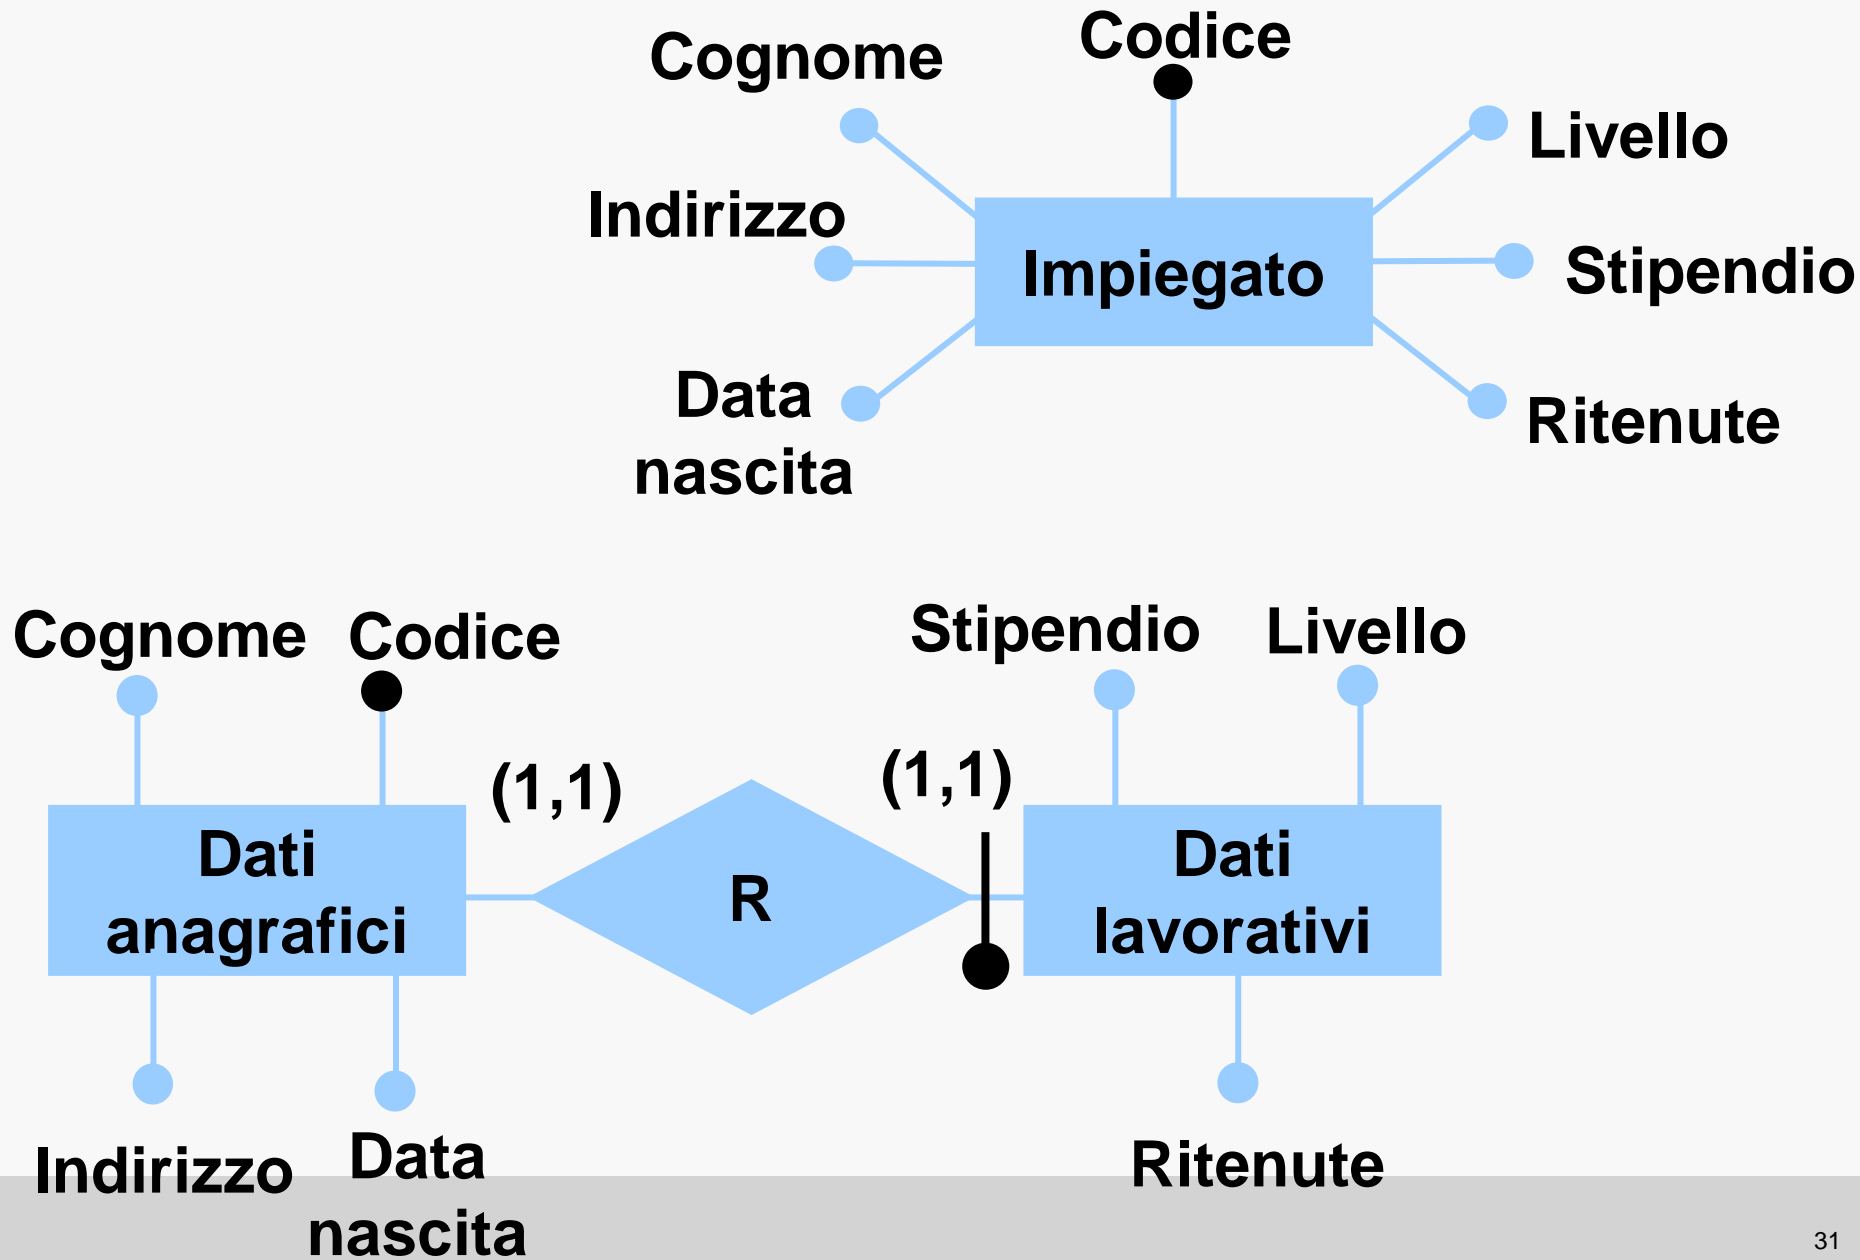 Codice
Cognome
Livello
Indirizzo
Impiegato
Stipendio
Data
nascita
Ritenute
Cognome
Codice
Stipendio
Livello
(1,1)
(1,1)
Dati
anagrafici
R
Dati
lavorativi
Indirizzo
Data
nascita
Ritenute
31